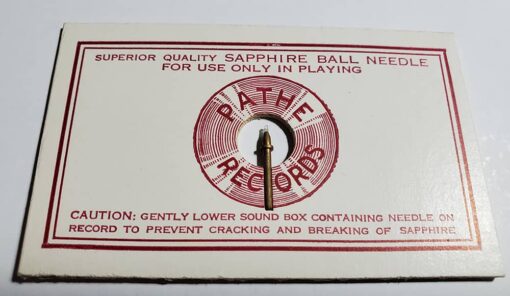 SUPERIOR QUALITY SAPPHIRE BALL NEEDLE
FOR USE ONLY IN PLAYING
PATHE
RECORDS
CAUTION: GENTLY LOWER SOUND BOX CONTAINING NEEDLE ON
RECORD TO PREVENT CRACKING AND BREAKING OF SAPPHIRE